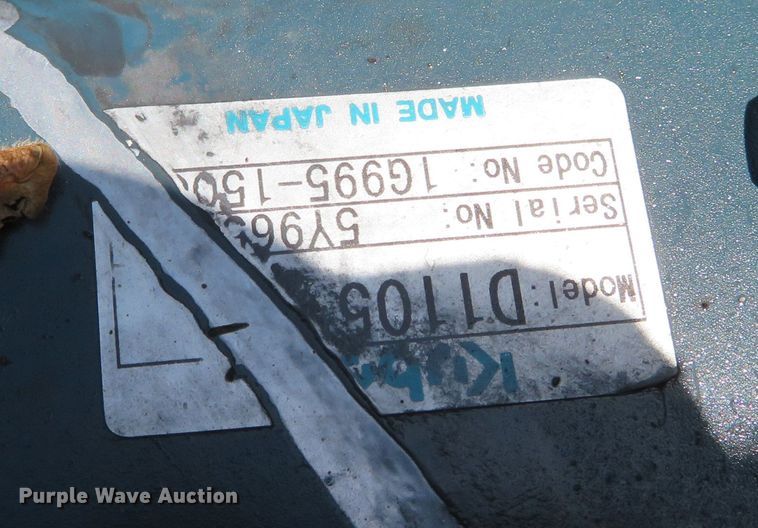 Model: D1105
Serial No: 5Y96
Code No: 1G995-150
MADE IN JAPAN
Purple Wave Auction